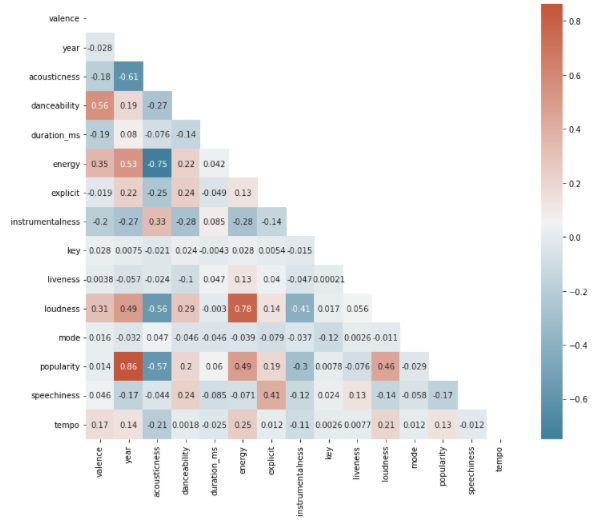 valence
year -0.028
acousticness -0.18 -0.61
danceability 0.56 0.19 -0.27
duration_ms -0.19 0.08 -0.076 -0.14
energy 0.35 0.53 -0.75 0.22 0.042
explicit -0.019 0.22 -0.25 0.24 -0.049 0.13
instrumentalness -0.2 -0.27 0.33 -0.28 0.085 -0.28 -0.14
key 0.028 0.0075 -0.021 0.024 -0.0043 0.028 0.0054 -0.015
liveness 0.0038 -0.057 -0.024 -0.1 0.047 0.13 0.04 -0.047 0.00021
loudness 0.31 0.49 -0.56 0.29 -0.003 0.78 0.14 -0.41 0.017 0.056
mode 0.016 -0.032 0.047 -0.046 -0.046 -0.039 -0.079 -0.037 -0.12 0.0026 -0.011
popularity 0.014 0.86 -0.57 0.2 0.06 0.49 0.19 -0.3 0.0078 -0.076 0.46 -0.029
speechiness 0.046 -0.17 -0.044 0.24 -0.085 -0.071 0.41 -0.12 0.024 0.13 -0.14 -0.058 -0.17
tempo 0.17 0.14 -0.21 0.0018 -0.025 0.25 0.012 -0.11 0.0026 0.0077 0.21 0.012 0.13 -0.012
valence year acousticness danceability duration_ms energy explicit instrumentalness key liveness loudness mode popularity speechiness tempo
0.8
0.6
0.4
0.2
0.0
−0.2
−0.4
−0.6